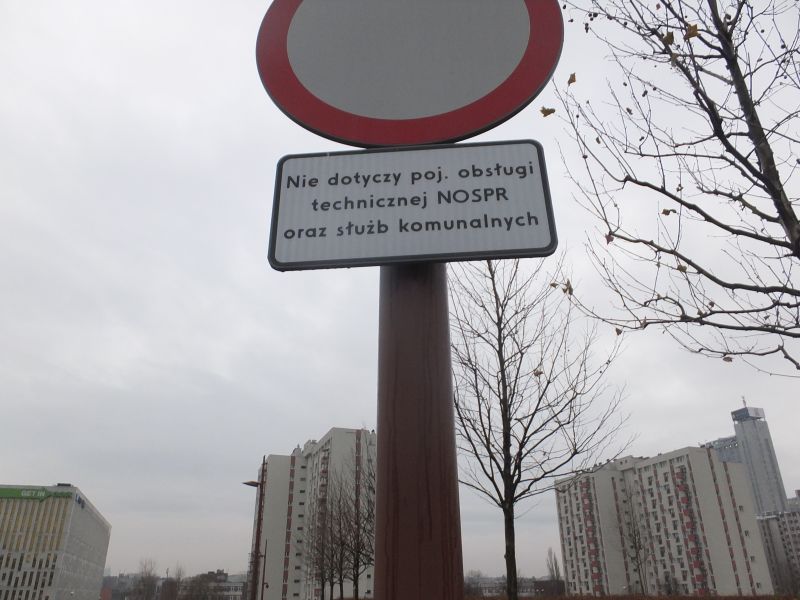 Nie dotyczy poj. obsługi
technicznej NOSPR
oraz służb komunalnych
GET IN